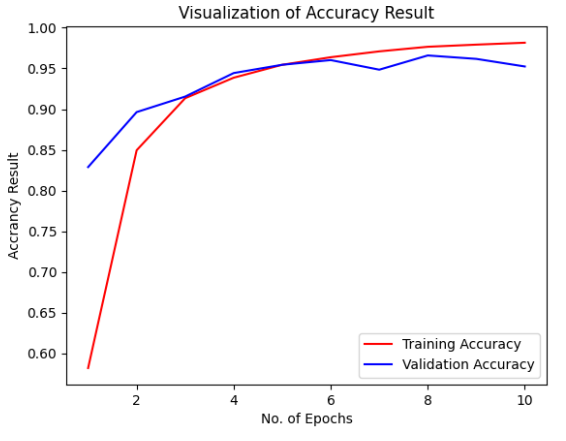 Visualization of Accuracy Result
1.00
0.95
0.90
0.85
0.80
0.75
0.70
0.65
0.60
Accrancy Result
Training Accuracy
Validation Accuracy
2
4
6
8
10
No. of Epochs